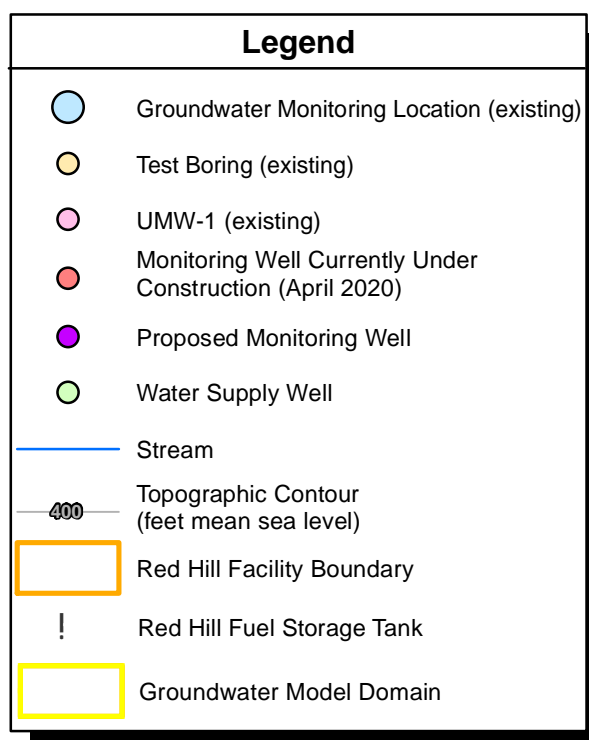 Legend
Groundwater Monitoring Location (existing)
Test Boring (existing)
UMW-1 (existing)
Monitoring Well Currently Under
Construction (April 2020)
Proposed Monitoring Well
Water Supply Well
Stream
400
Topographic Contour
(feet mean sea level)
Red Hill Facility Boundary
! Red Hill Fuel Storage Tank
Groundwater Model Domain